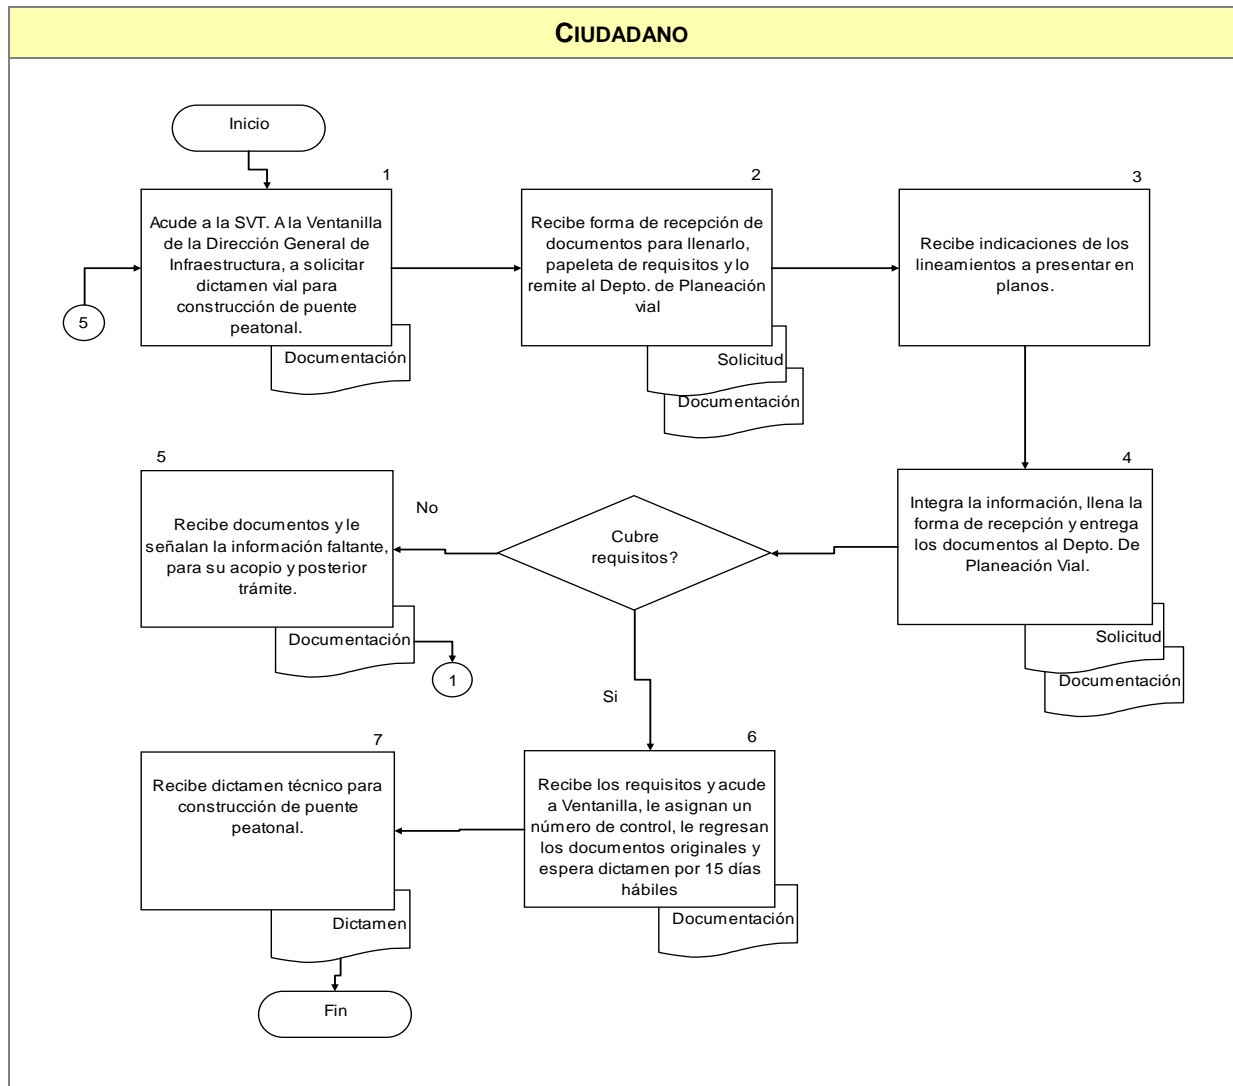 CIUDADANO
Inicio
1
Acude a la SVT. A la Ventanilla
de la Dirección General de
Infraestructura, a solicitar
dictamen vial para
construcción de puente
peatonal.
Documentación
5
2
Recibe forma de recepción de
documentos para llenarlo,
papeleta de requisitos y lo
remite al Depto. de Planeación
vial
Solicitud
Documentación
3
Recibe indicaciones de los
lineamientos a presentar en
planos.
4
Integra la información, llena la
forma de recepción y entrega
los documentos al Depto. De
Planeación Vial.
Solicitud
Documentación
Cubre
requisitos?
No
5
Recibe documentos y le
señalan la información faltante,
para su acopio y posterior
trámite.
Documentación
1
Si
6
Recibe los requisitos y acude
a Ventanilla, le asignan un
número de control, le regresan
los documentos originales y
espera dictamen por 15 días
hábiles
Documentación
7
Recibe dictamen técnico para
construcción de puente
peatonal.
Dictamen
Fin